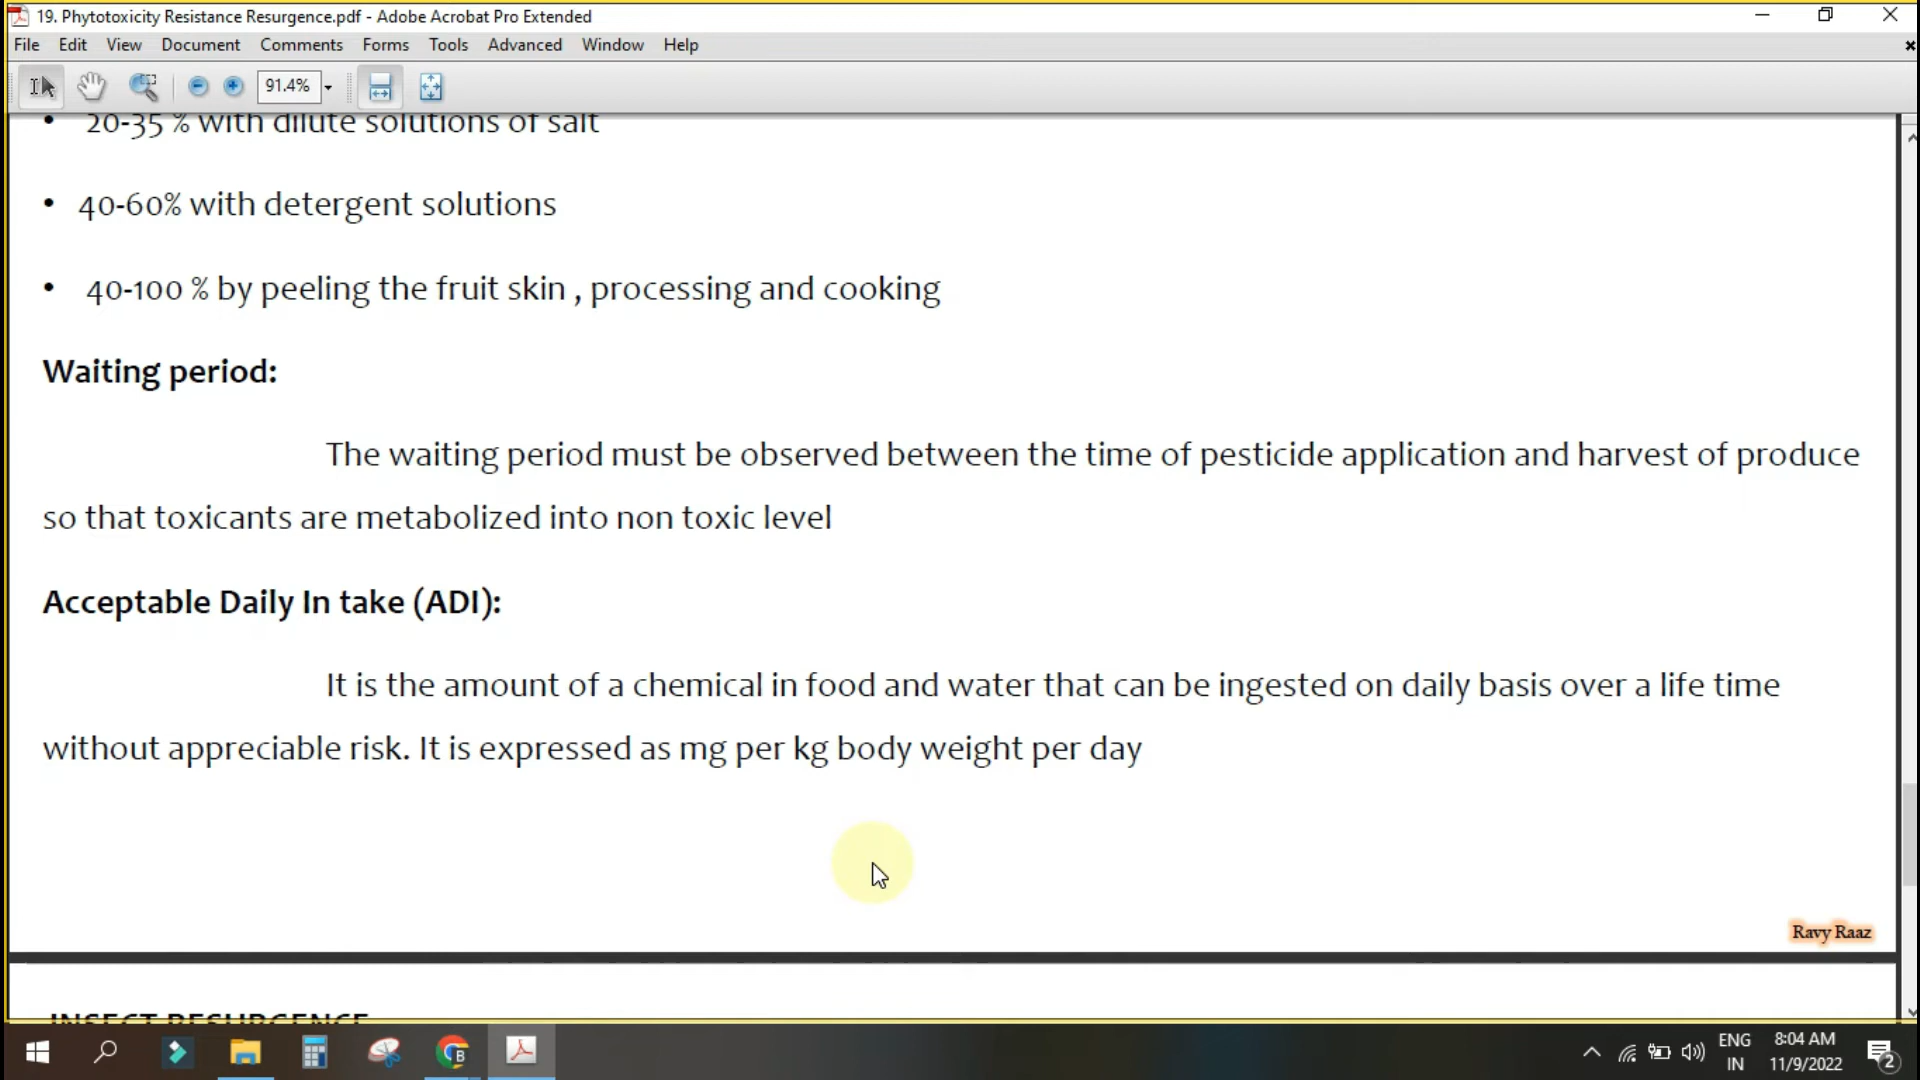 19. Phytotoxicity Resistance Resurgence.pdf - Adobe Acrobat Pro Extended
File Edit View Document Comments Forms Tools Advanced Window Help
91.4%
• 20-35 % with dilute solutions of salt
• 40-60% with detergent solutions
• 40-100 % by peeling the fruit skin , processing and cooking
Waiting period:
The waiting period must be observed between the time of pesticide application and harvest of produce
so that toxicants are metabolized into non toxic level
Acceptable Daily In take (ADI):
It is the amount of a chemical in food and water that can be ingested on daily basis over a life time
without appreciable risk. It is expressed as mg per kg body weight per day
Ravy Raaz
INSECT RESURGENCE
ENG 8:04 AM
IN 11/9/2022 2